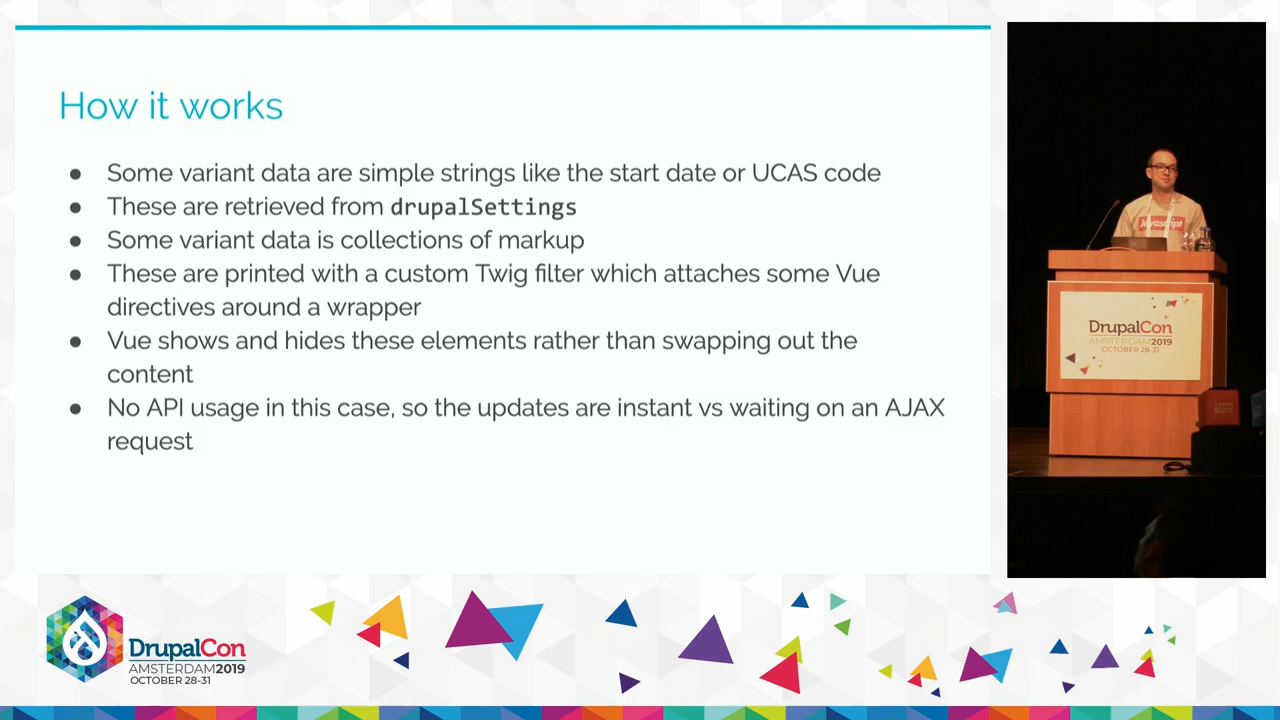 How it works
● Some variant data are simple strings like the start date or UCAS code
● These are retrieved from drupalSettings
● Some variant data is collections of markup
● These are printed with a custom Twig filter which attaches some Vue
directives around a wrapper
● Vue shows and hides these elements rather than swapping out the
content
● No API usage in this case, so the updates are instant vs waiting on an AJAX
request
Javascript
DrupalCon
AMSTERDAM2019
OCTOBER 28-31
DrupalCon
AMSTERDAM2019
OCTOBER 28-31